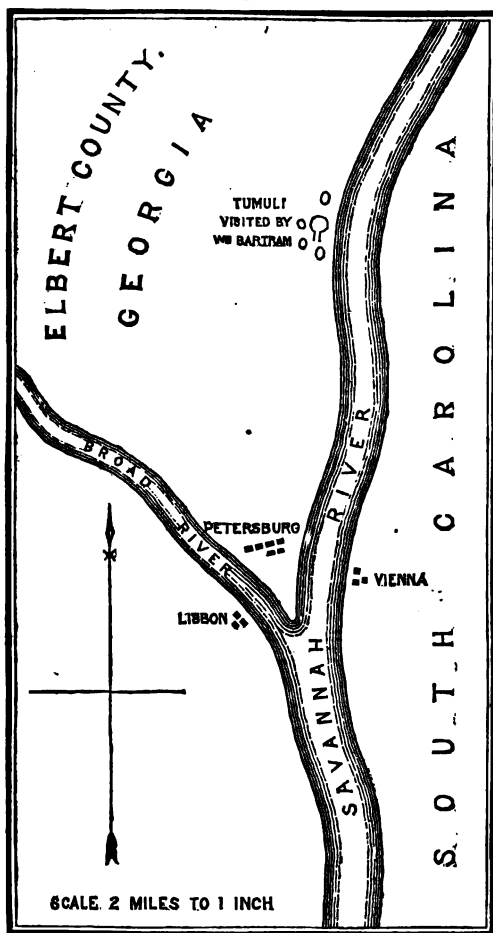 ELBERT COUNTY.
GEORGIA
TUMULI
VISITED BY
WM BARTRAM
SOUTH CAROLINA
BROAD RIVER
SAVANNAH RIVER
PETERSBURG
VIENNA
LISBON
SCALE. 2 MILES TO 1 INCH